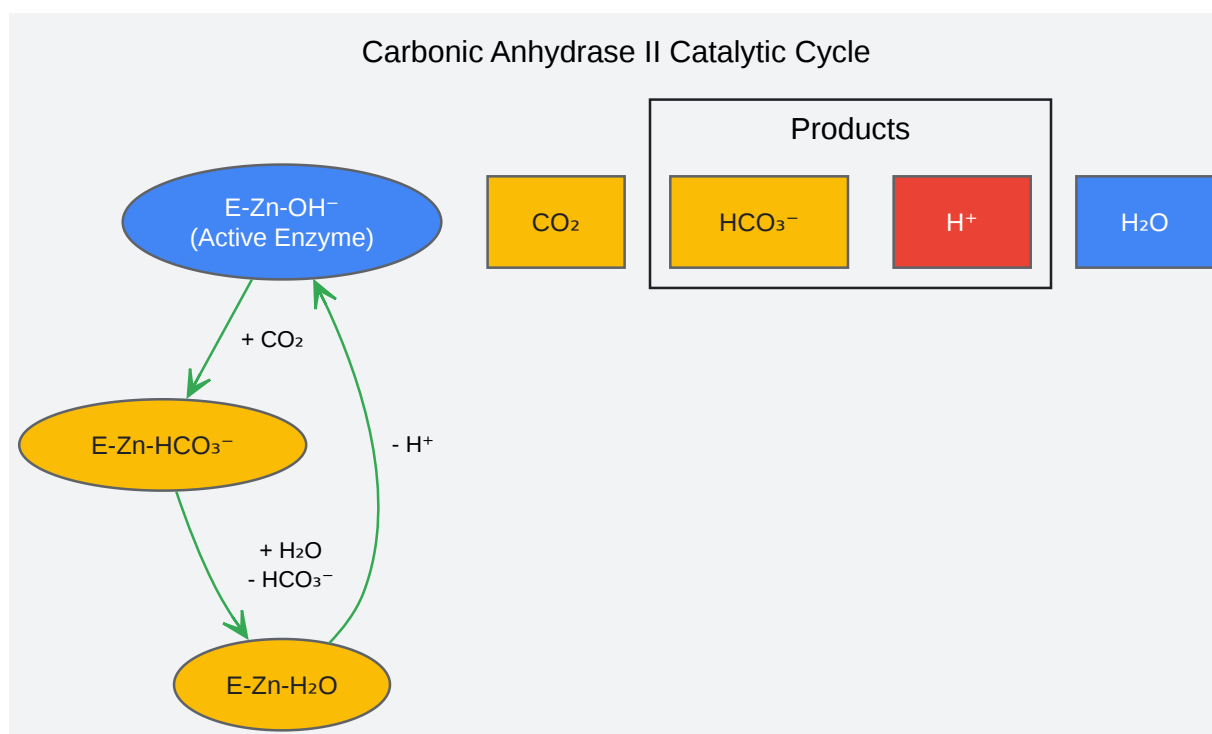 Carbonic Anhydrase II Catalytic Cycle
Products
E-Zn-OH⁻
(Active Enzyme)
CO₂
HCO₃⁻
H⁺
H₂O
+ CO₂
E-Zn-HCO₃⁻
- H⁺
+ H₂O
- HCO₃⁻
E-Zn-H₂O